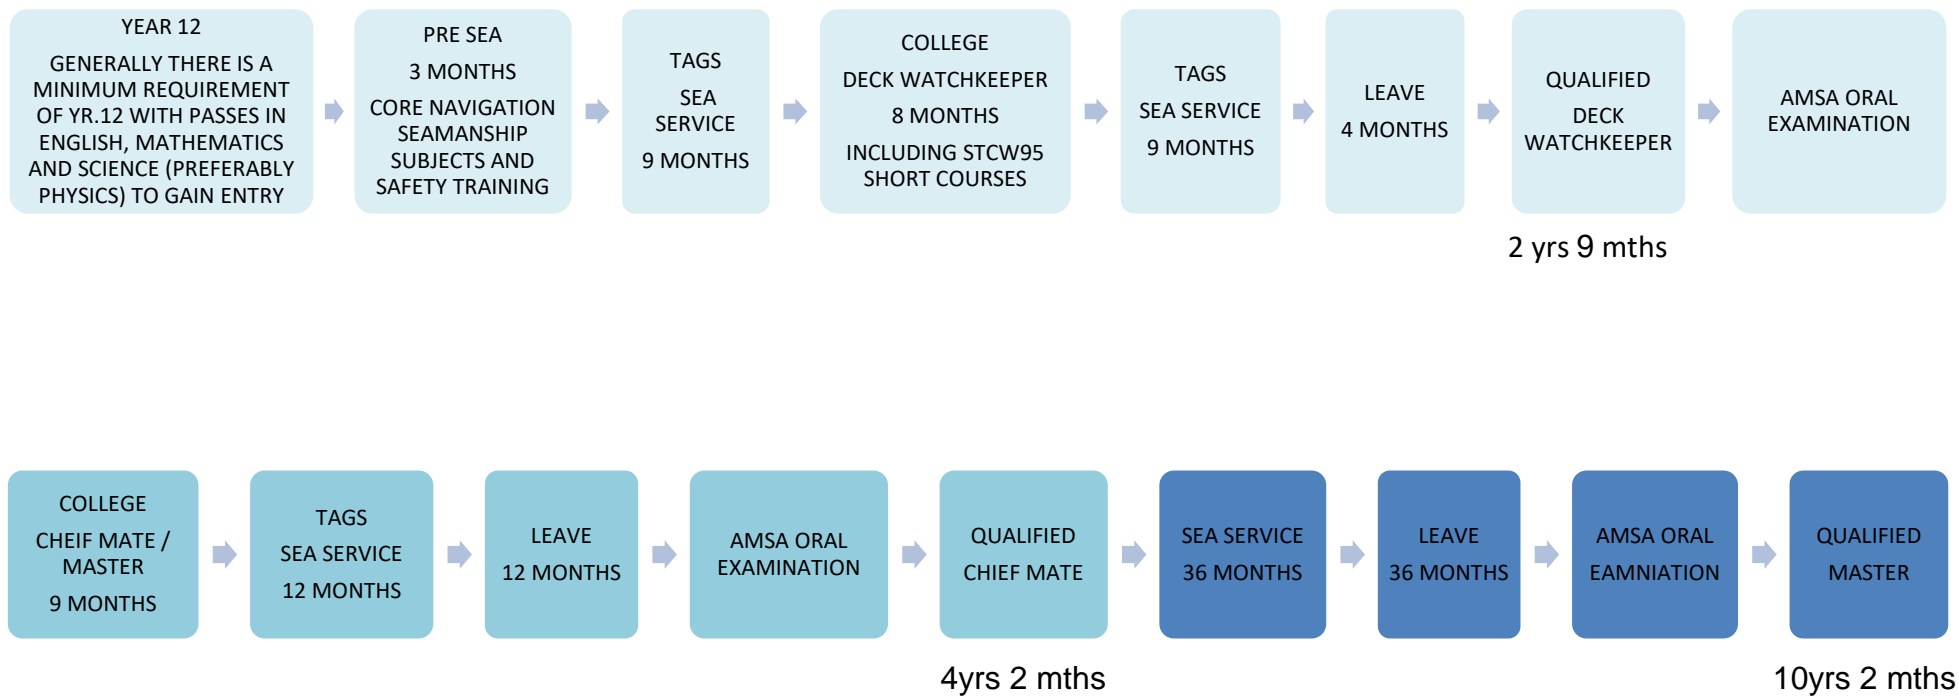 YEAR 12
GENERALLY THERE IS A
MINIMUM REQUIREMENT
OF YR.12 WITH PASSES IN
ENGLISH, MATHEMATICS
AND SCIENCE (PREFERABLY
PHYSICS) TO GAIN ENTRY
PRE SEA
3 MONTHS
CORE NAVIGATION
SEAMANSHIP
SUBJECTS AND
SAFETY TRAINING
TAGS
SEA
SERVICE
9 MONTHS
COLLEGE
DECK WATCHKEEPER
8 MONTHS
INCLUDING STCW95
SHORT COURSES
TAGS
SEA SERVICE
9 MONTHS
LEAVE
4 MONTHS
QUALIFIED
DECK
WATCHKEEPER
AMSA ORAL
EXAMINATION
2 yrs 9 mths
COLLEGE
CHEIF MATE /
MASTER
9 MONTHS
TAGS
SEA SERVICE
12 MONTHS
LEAVE
12 MONTHS
AMSA ORAL
EXAMINATION
QUALIFIED
CHIEF MATE
SEA SERVICE
36 MONTHS
LEAVE
36 MONTHS
AMSA ORAL
EAMNIATION
QUALIFIED
MASTER
4yrs 2 mths
10yrs 2 mths